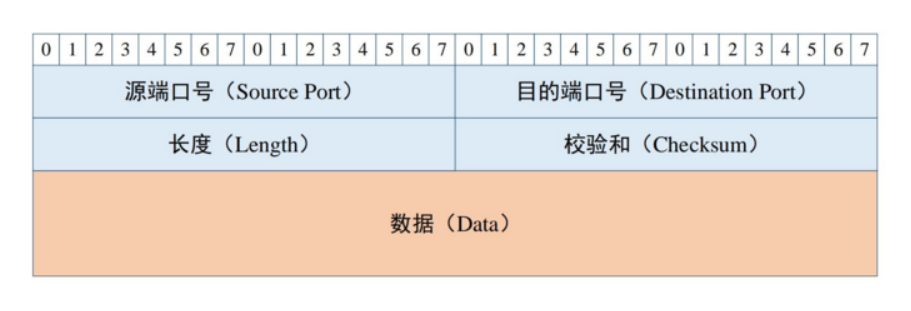 0 1 2 3 4 5 6 7 0 1 2 3 4 5 6 7 0 1 2 3 4 5 6 7 0 1 2 3 4 5 6 7
源端口号（Source Port） 目的端口号（Destination Port）
长度（Length） 校验和（Checksum）
数据（Data）